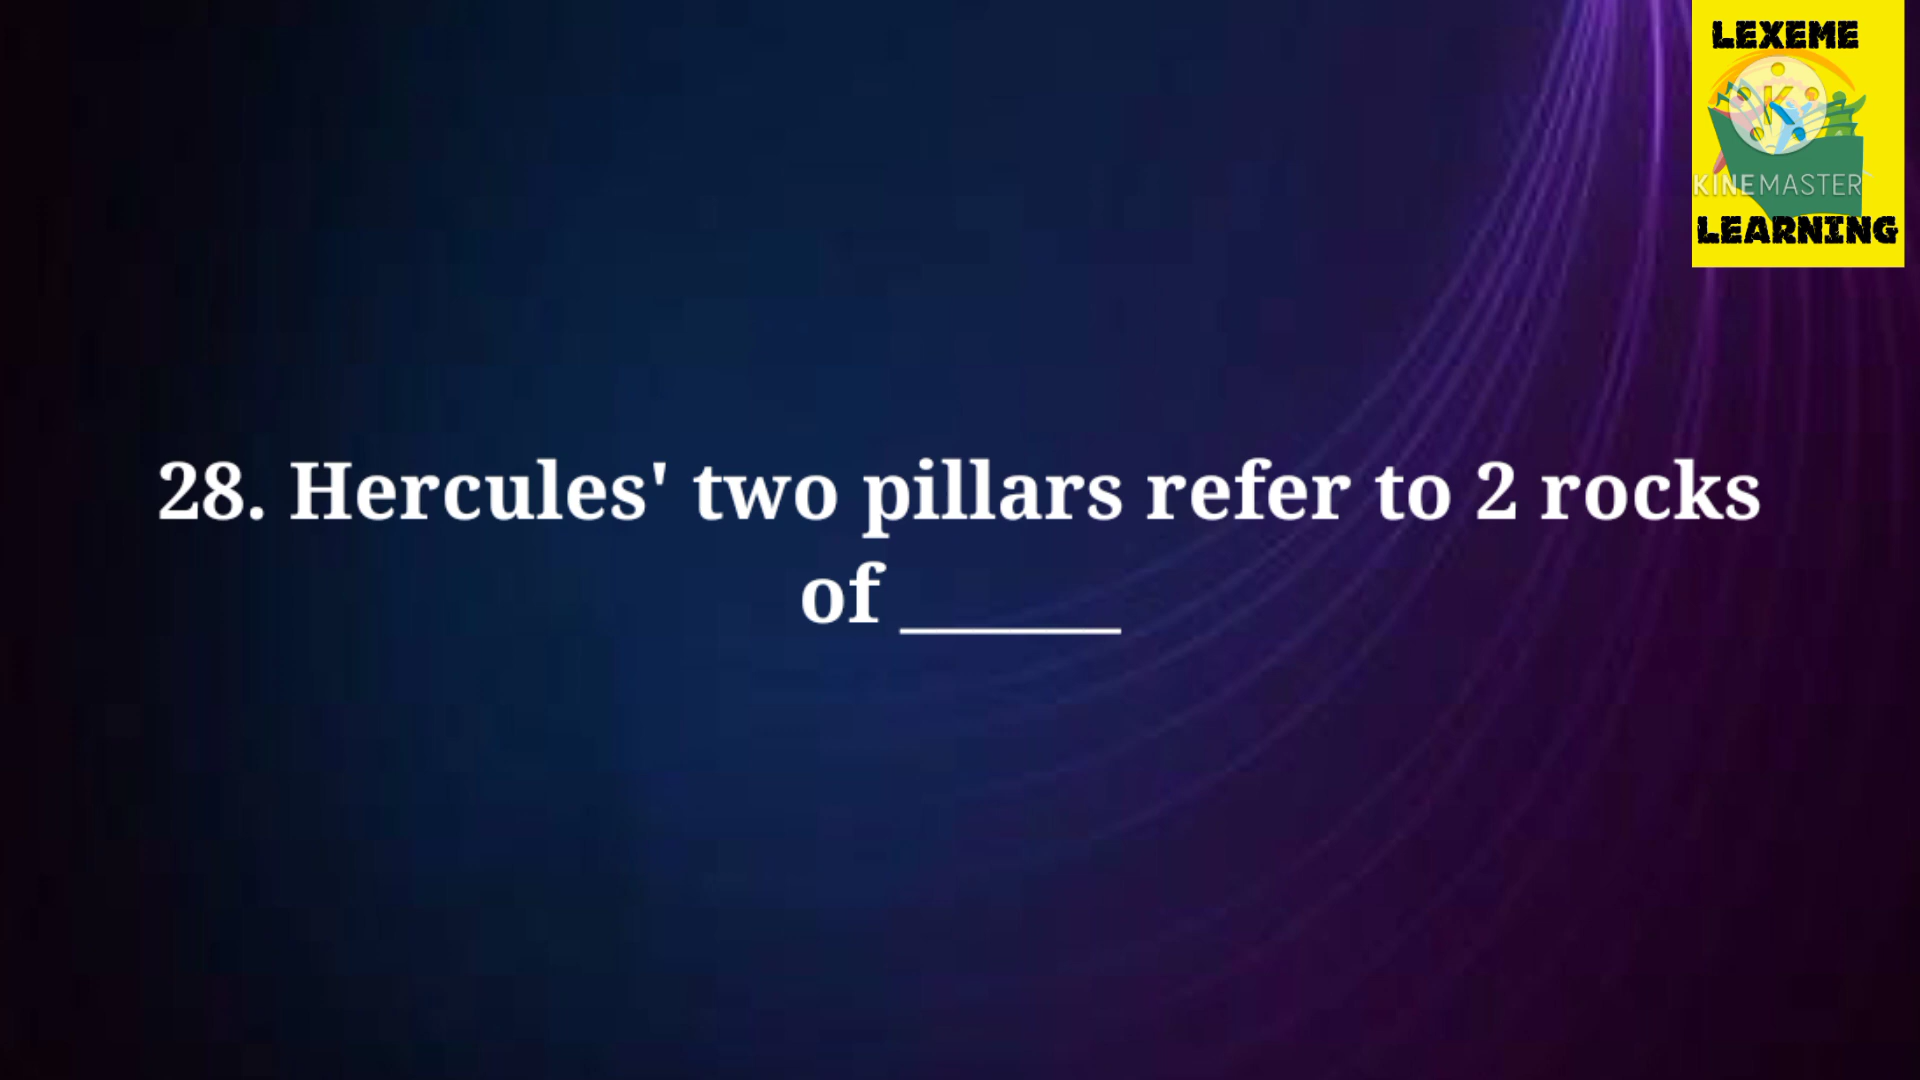 LEXEME
KINEMASTER
LEARNING
28. Hercules' two pillars refer to 2 rocks
of ______